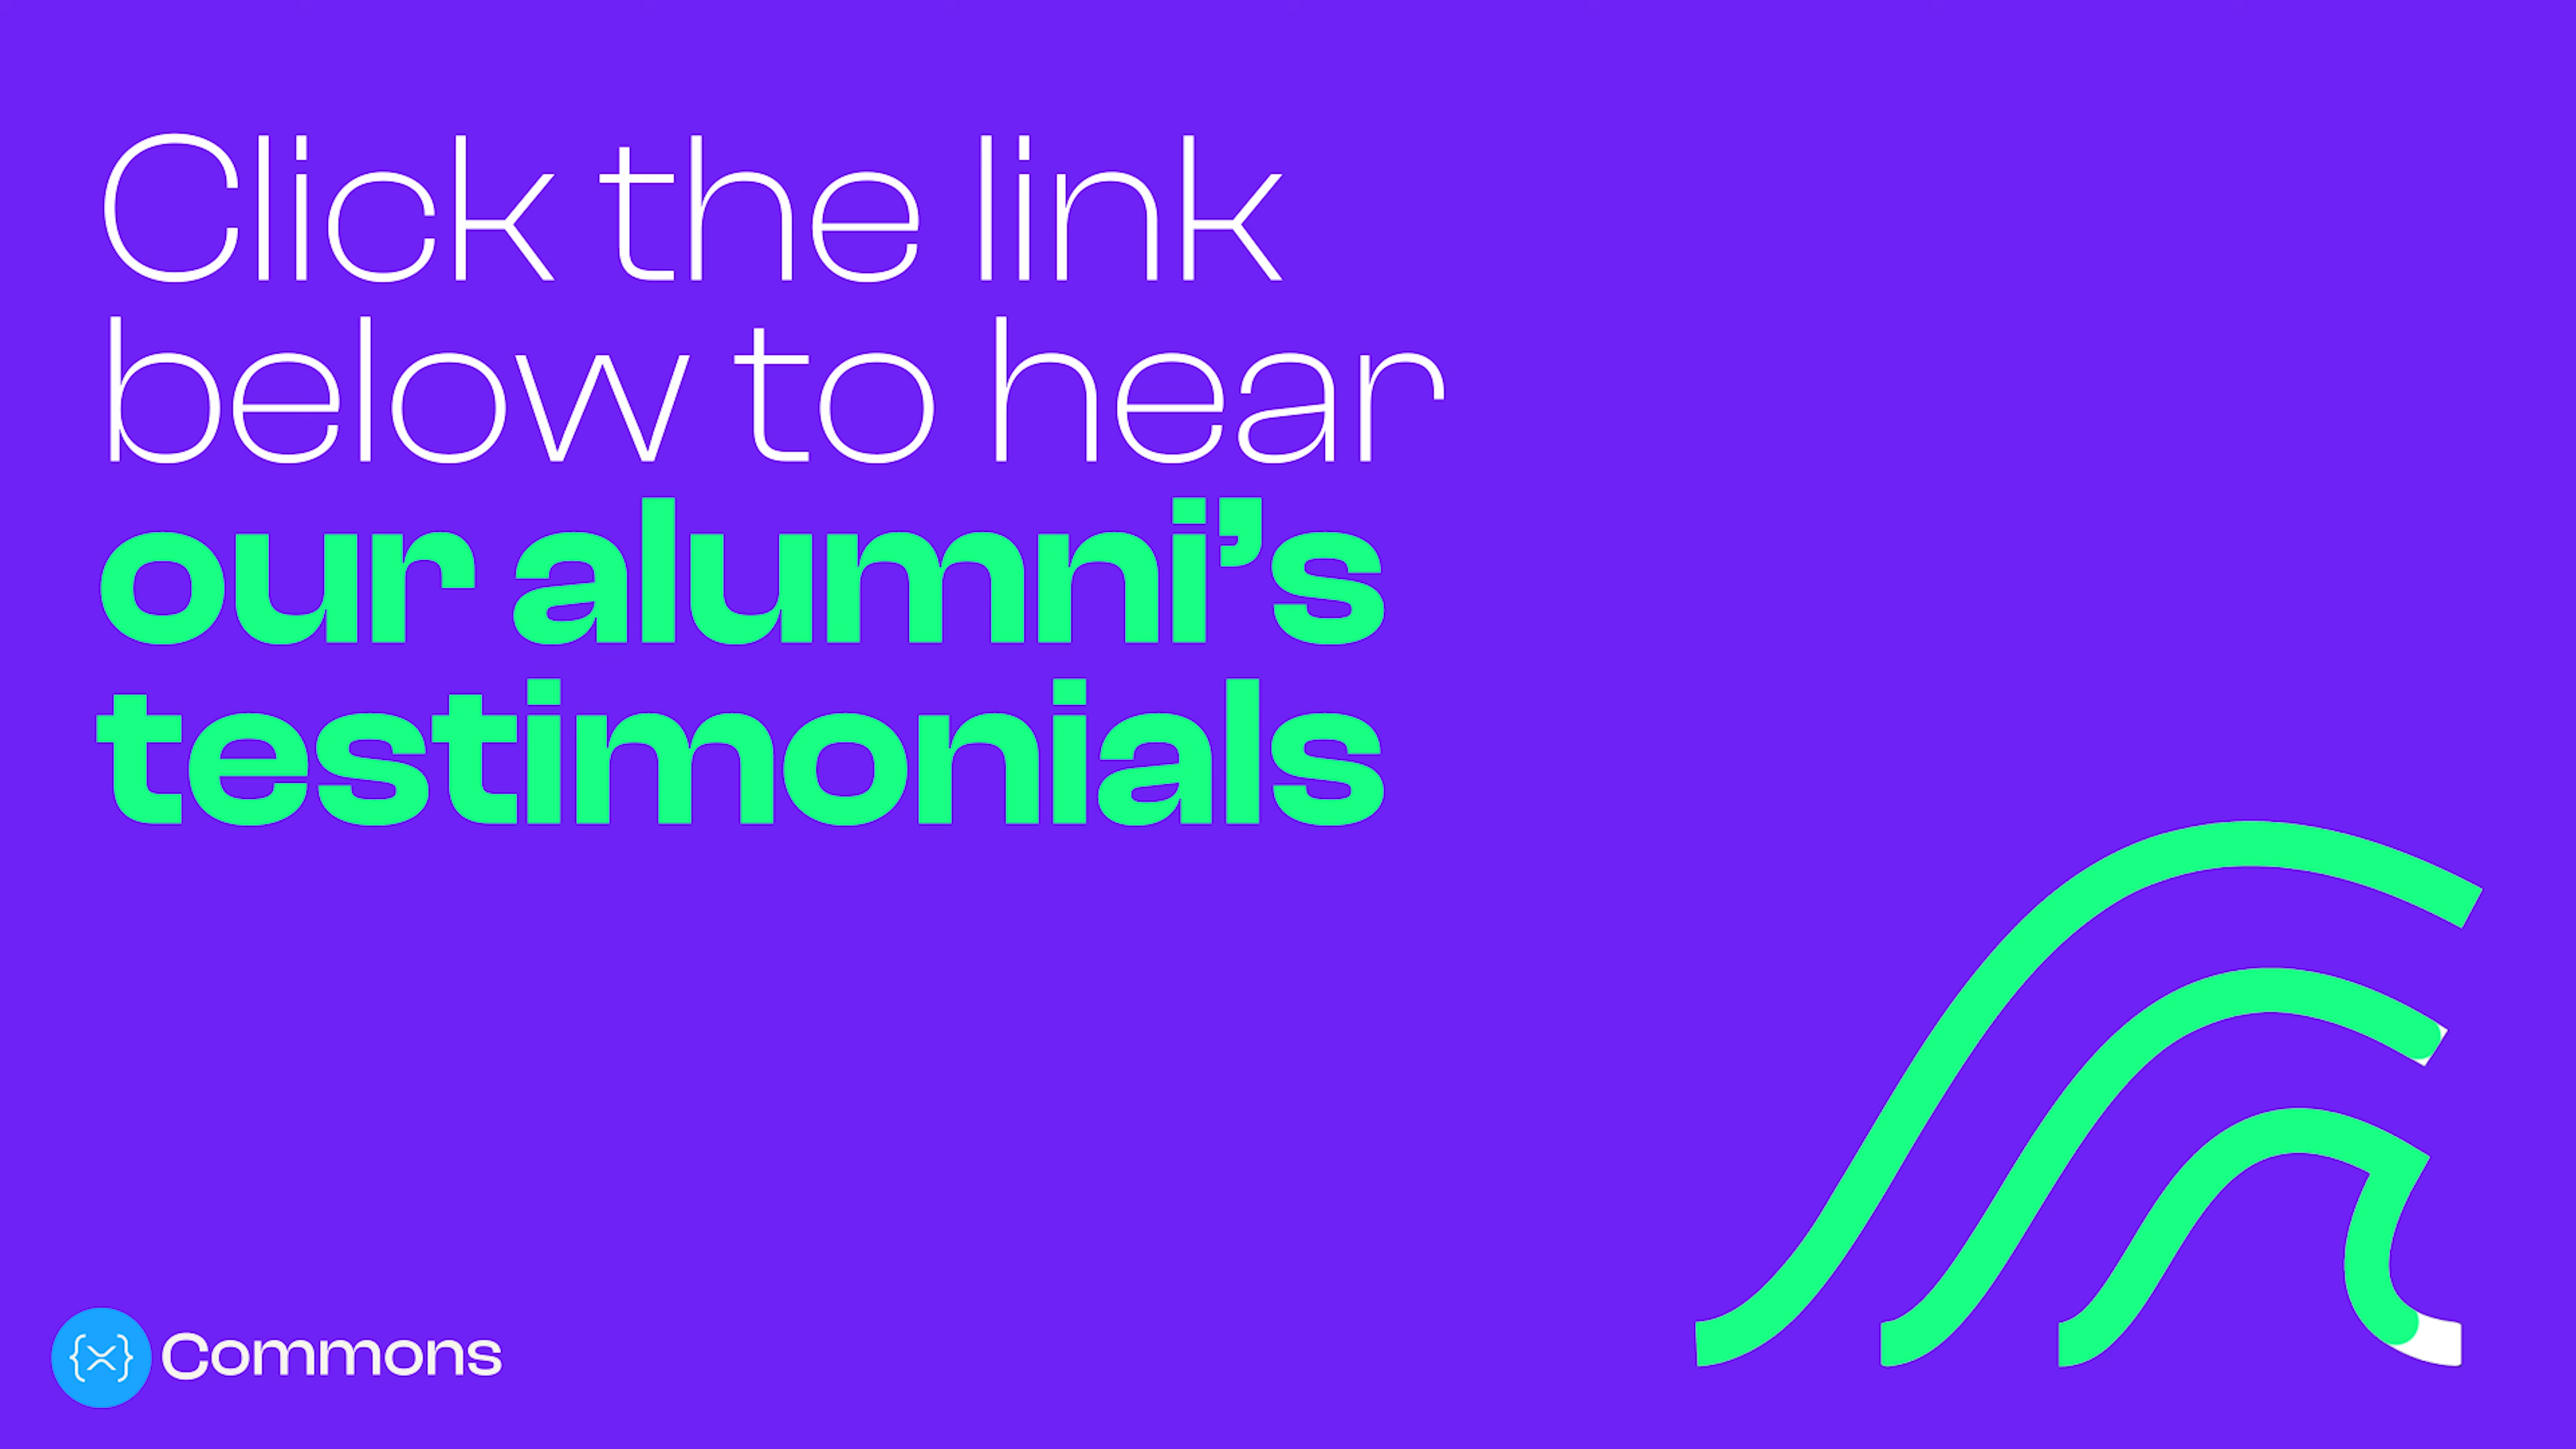 Click the link
below to hear
our alumni’s
testimonials
{X} Commons